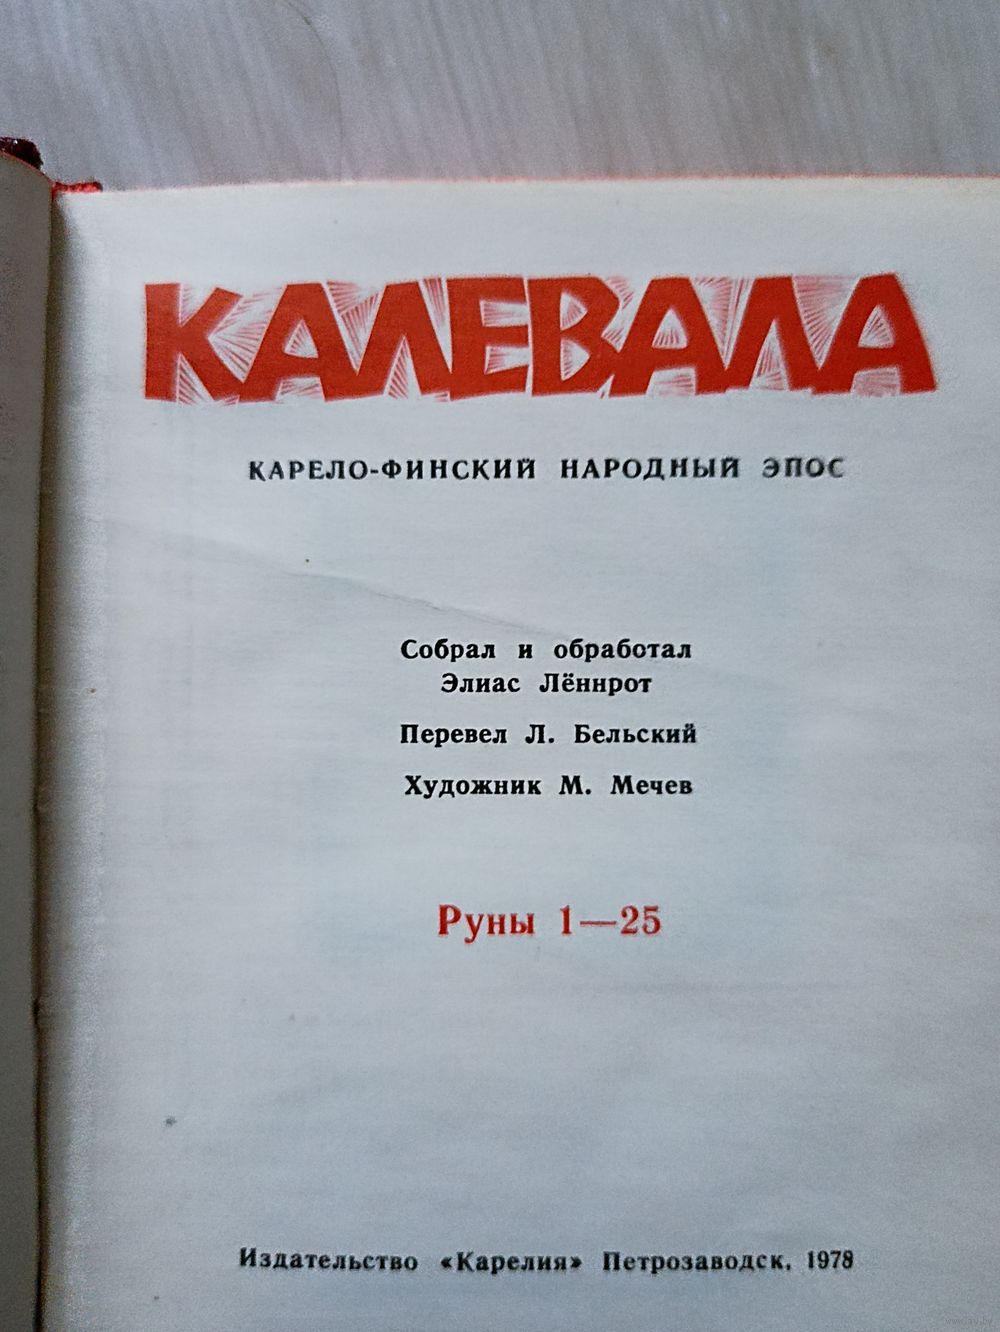 КАЛЕВАЛА
КАРЕЛО-ФИНСКИЙ НАРОДНЫЙ ЭПОС
Собрал и обработал
Элиас Лённрот
Перевел Л. Бельский
Художник М. Мечев
Руны 1—25
Издательство «Карелия» Петрозаводск, 1978